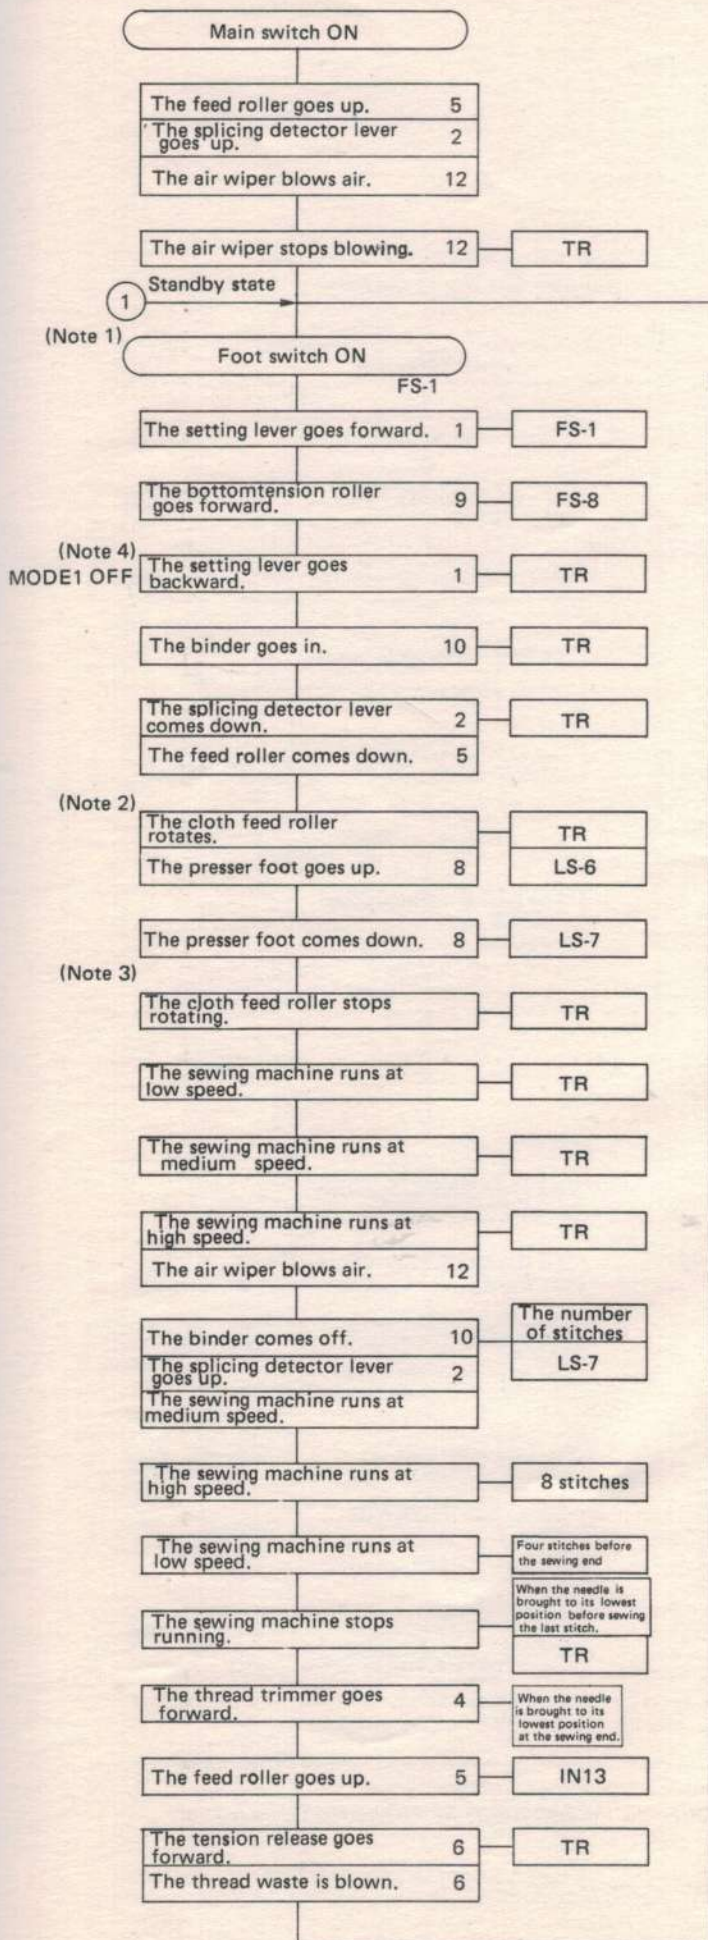 Main switch ON
The feed roller goes up. 5
The splicing detector lever
goes up. 2
The air wiper blows air. 12
The air wiper stops blowing. 12 TR
Standby state
1
(Note 1)
Foot switch ON
FS-1
The setting lever goes forward. 1 FS-1
The bottomtension roller
goes forward. 9 FS-8
(Note 4)
MODE1 OFF
The setting lever goes
backward. 1 TR
The binder goes in. 10 TR
The splicing detector lever
comes down. 2 TR
The feed roller comes down. 5
(Note 2)
The cloth feed roller
rotates. TR
The presser foot goes up. 8 LS-6
The presser foot comes down. 8 LS-7
(Note 3)
The cloth feed roller stops
rotating. TR
The sewing machine runs at
low speed. TR
The sewing machine runs at
medium speed. TR
The sewing machine runs at
high speed. TR
The air wiper blows air. 12
The number
of stitches
The binder comes off. 10
LS-7
The splicing detector lever
goes up. 2
The sewing machine runs at
medium speed.
The sewing machine runs at
high speed. 8 stitches
The sewing machine runs at
low speed.
Four stitches before
the sewing end
The sewing machine stops
running.
When the needle is
brought to its lowest
position before sewing
the last stitch.
TR
The thread trimmer goes
forward. 4
When the needle
is brought to its
lowest position
at the sewing end.
The feed roller goes up. 5 IN13
The tension release goes
forward. 6 TR
The thread waste is blown. 6